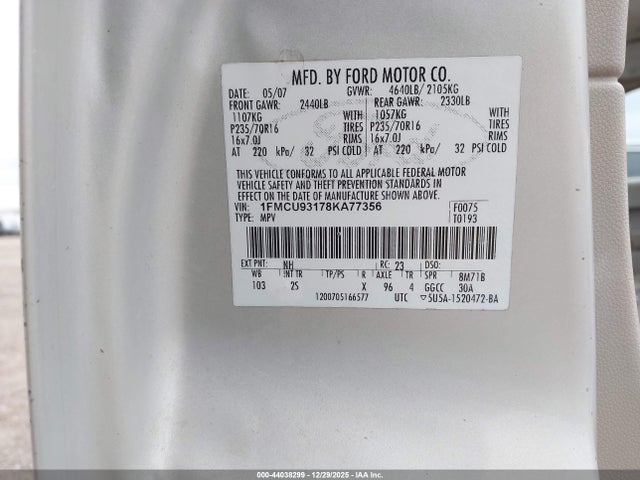 MFD. BY FORD MOTOR CO.
DATE: 05/07 GVWR: 4640LB/ 2105KG
FRONT GAWR: 2440LB REAR GAWR: 2330LB
1107KG WITH 1057KG WITH
P235/70R16 TIRES P235/70R16 TIRES
16x7.0J RIMS 16x7.0J RIMS
AT 220 kPa/ 32 PSI COLD AT 220 kPa/ 32 PSI COLD
THIS VEHICLE CONFORMS TO ALL APPLICABLE FEDERAL MOTOR
VEHICLE SAFETY AND THEFT PREVENTION STANDARDS IN
EFFECT ON THE DATE OF MANUFACTURE SHOWN ABOVE.
VIN: 1FMCU93178KA77356 F0075
TYPE: MPV T0193
EXT PNT: NH RC: 23 DSO:
WB INT TR TP/PS R AXLE TR SPR 8M71B
103 2S X 96 4 GGCC 30A
1200705166577 UTC ▽5U5A-1520472-BA
000-44038299 - 12/29/2025 - IAAI.com